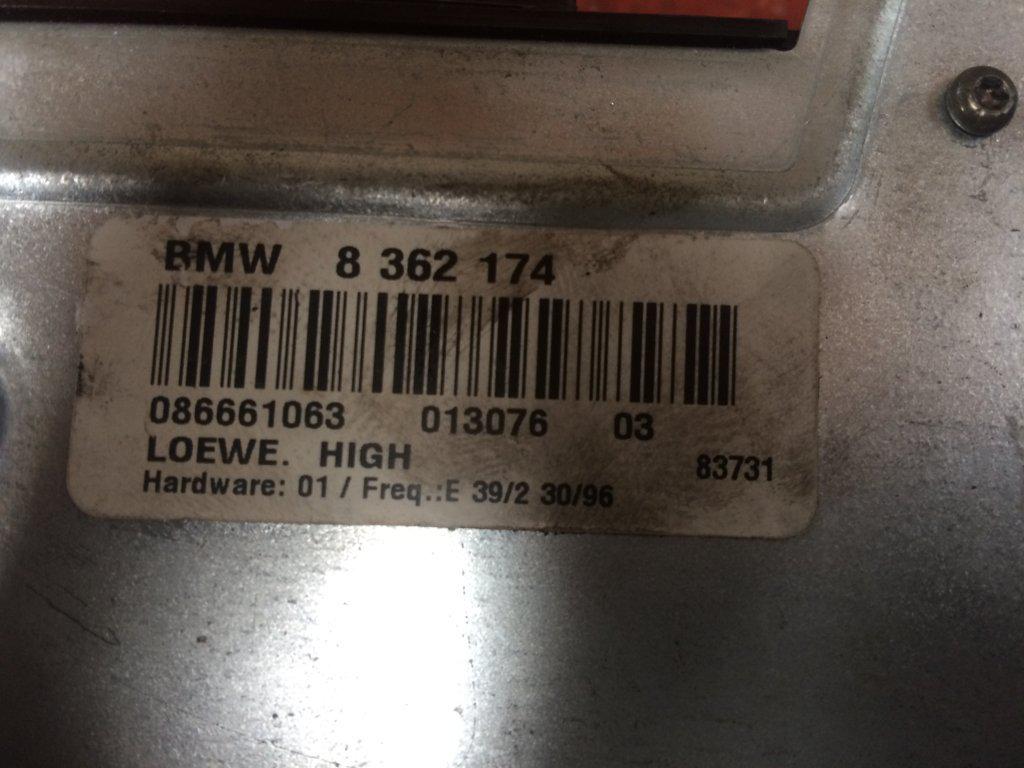 BMW 8 362 174
086661063 013076 03
LOEWE. HIGH 83731
Hardware: 01 / Freq.:E 39/2 30/96